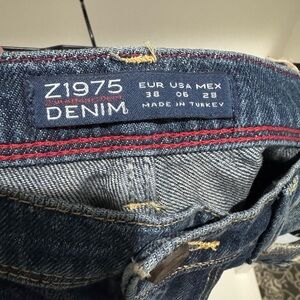 Z1975
DENIM
EUR USA MEX
38 06 28
MADE IN TURKEY